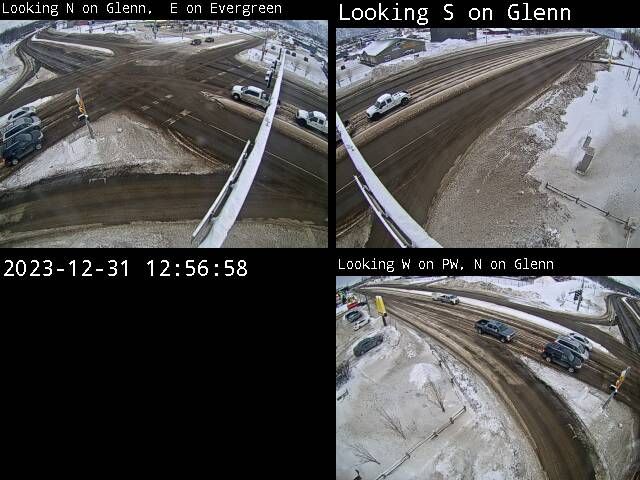 Looking N on Glenn,  E on Evergreen
Looking S on Glenn
2023-12-31 12:56:58
Looking W on PW, N on Glenn